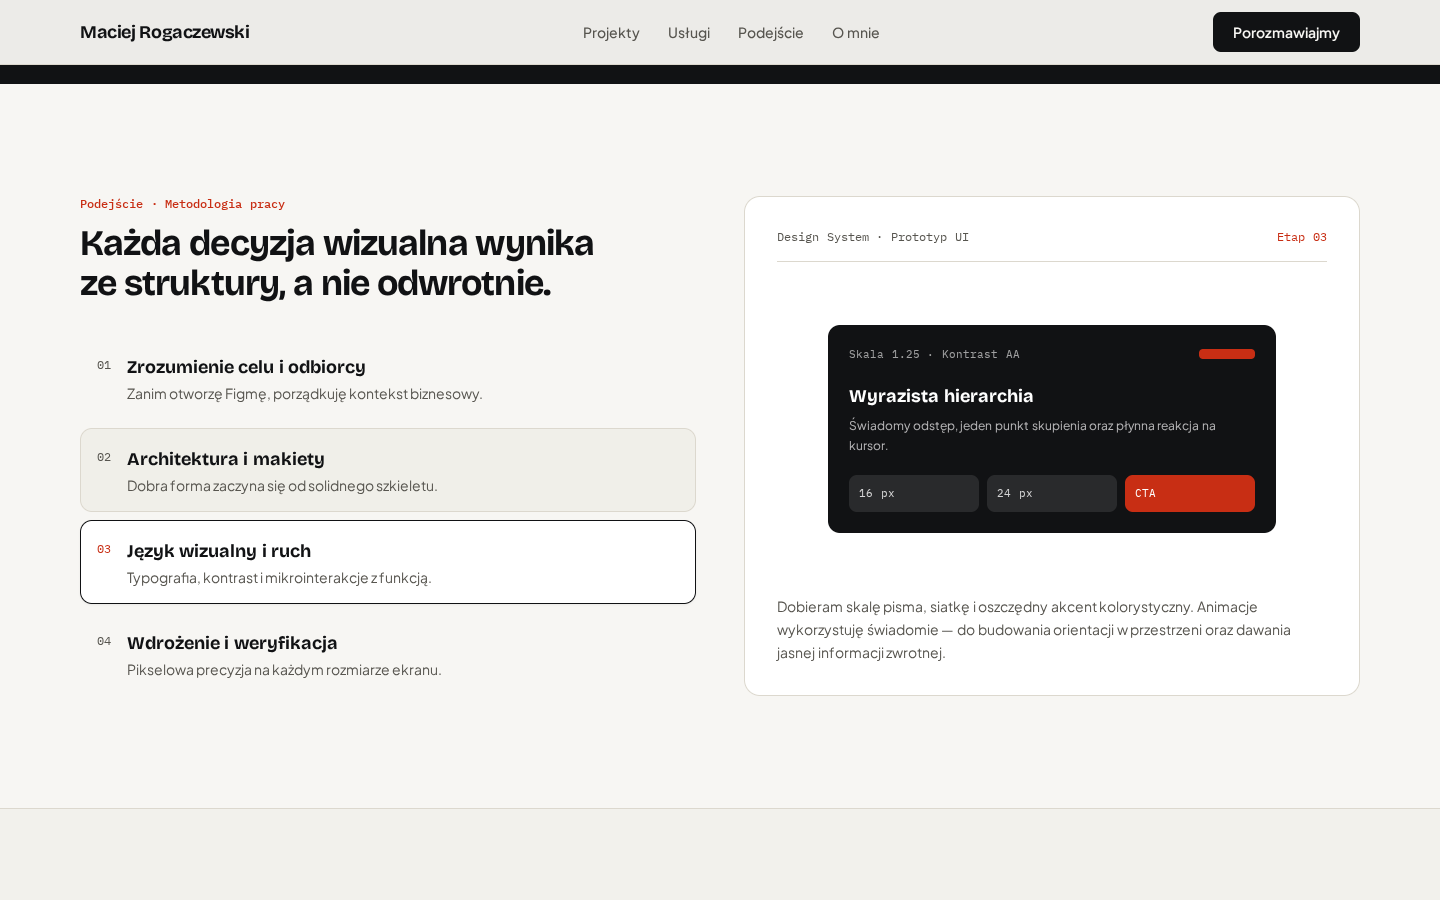 Maciej Rogaczewski
Projekty
Usługi
Podejście
O mnie
Porozmawiajmy
Podejście · Metodologia pracy
Każda decyzja wizualna wynika
ze struktury, a nie odwrotnie.
01
Zrozumienie celu i odbiorcy
Zanim otworzę Figmę, porządkuję kontekst biznesowy.
02
Architektura i makiety
Dobra forma zaczyna się od solidnego szkieletu.
03
Język wizualny i ruch
Typografia, kontrast i mikrointerakcje z funkcją.
04
Wdrożenie i weryfikacja
Pikselowa precyzja na każdym rozmiarze ekranu.
Design System · Prototyp UI
Etap 03
Skala 1.25 · Kontrast AA
Wyrazista hierarchia
Świadomy odstęp, jeden punkt skupienia oraz płynna reakcja na
kursor.
16 px
24 px
CTA
Dobieram skalę pisma, siatkę i oszczędny akcent kolorystyczny. Animacje
wykorzystuję świadomie — do budowania orientacji w przestrzeni oraz dawania
jasnej informacji zwrotnej.